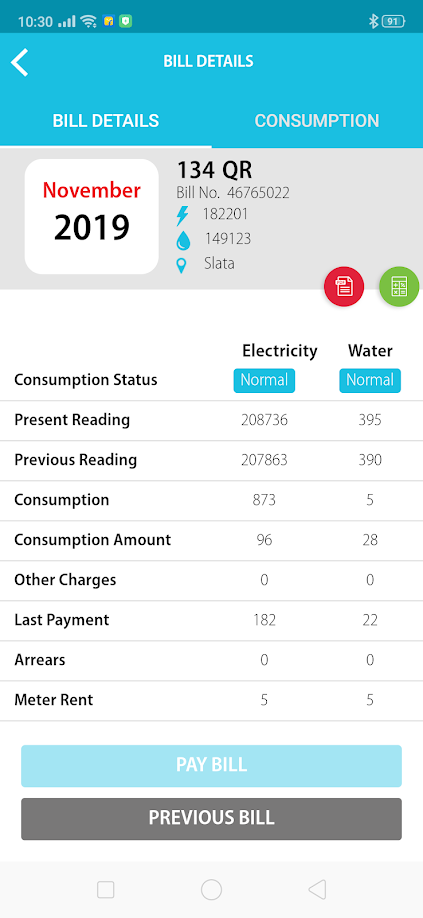 10:30 91
BILL DETAILS
BILL DETAILS CONSUMPTION
November
2019
134 QR
Bill No. 46765022
182201
149123
Slata
Electricity Water
Consumption Status Normal Normal
Present Reading 208736 395
Previous Reading 207863 390
Consumption 873 5
Consumption Amount 96 28
Other Charges 0 0
Last Payment 182 22
Arrears 0 0
Meter Rent 5 5
PAY BILL
PREVIOUS BILL